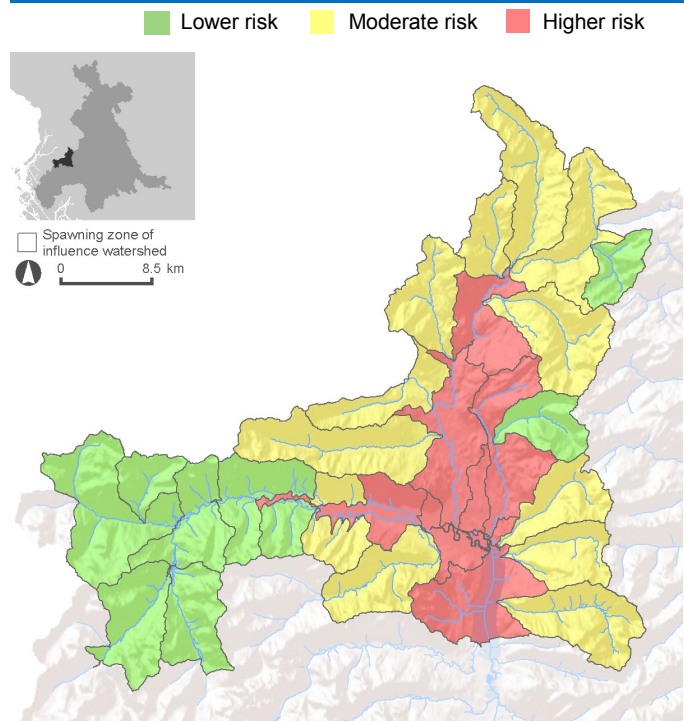 Lower risk Moderate risk Higher risk
Spawning zone of
influence watershed
0 8.5 km